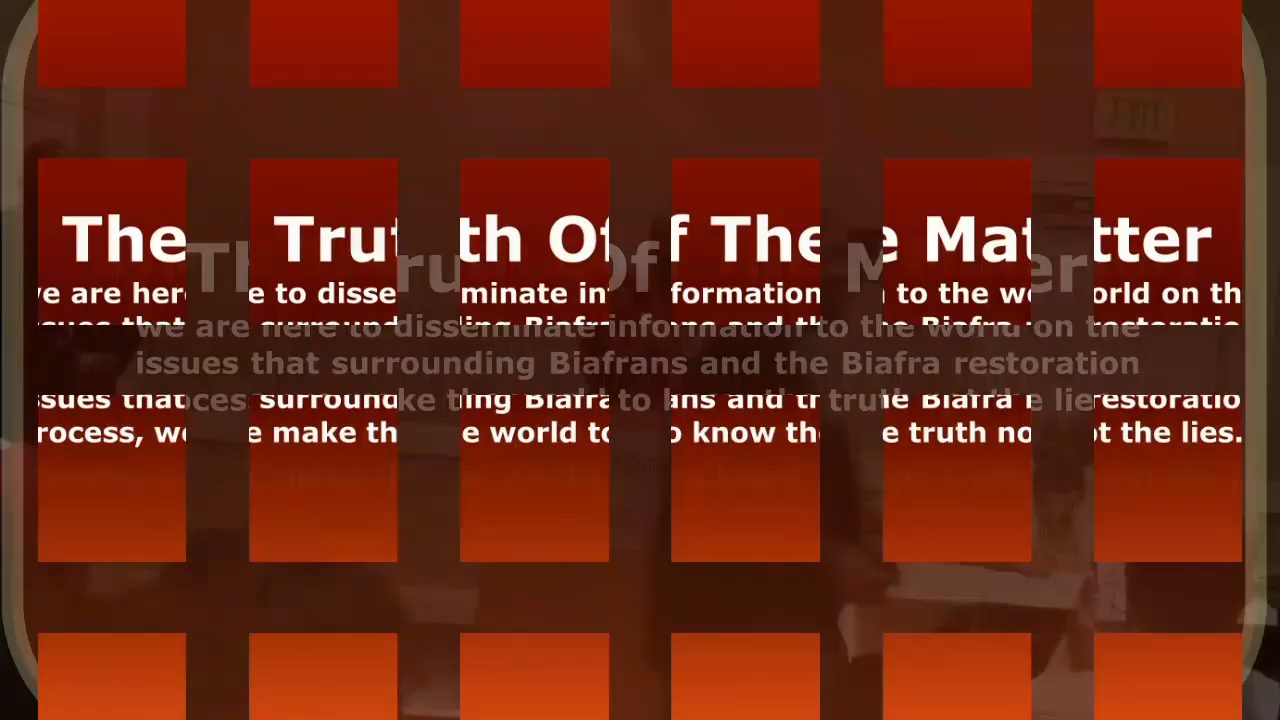 The Truth Of The Matter
we are here to disseminate information to the world on the
issues that surrounding Biafrans and the Biafra restoration
process, we make the world to know the truth not the lies.